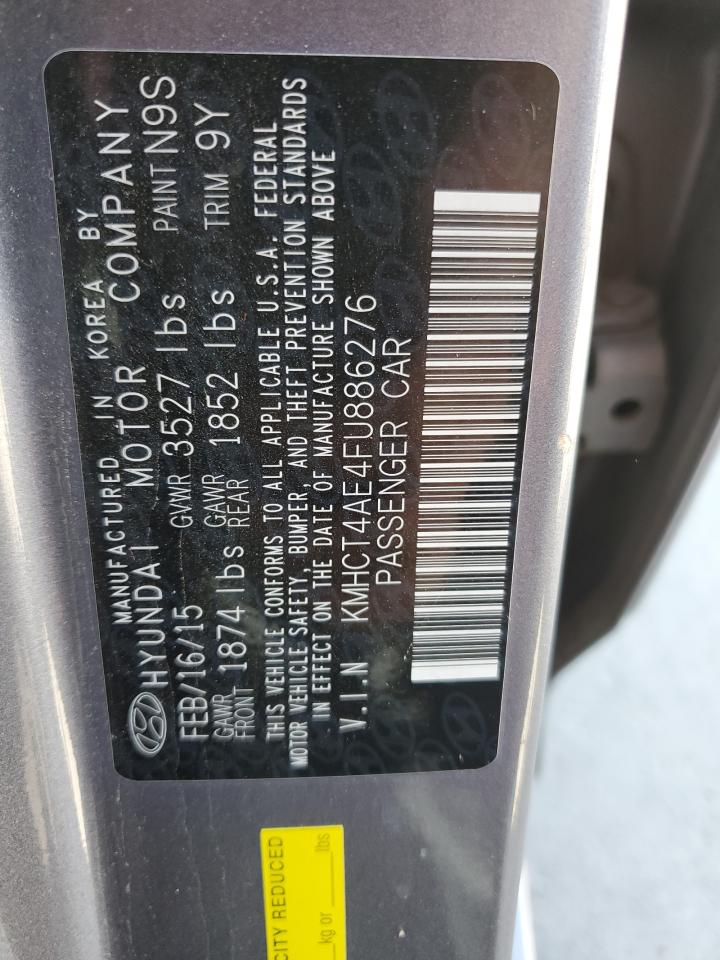 MANUFACTURED IN KOREA BY
HYUNDAI MOTOR COMPANY
FEB/16/15 GVWR 3527 lbs PAINT N9S
GAWR FRONT 1874 lbs GAWR REAR 1852 lbs TRIM 9Y
THIS VEHICLE CONFORMS TO ALL APPLICABLE U.S.A. FEDERAL
MOTOR VEHICLE SAFETY, BUMPER, AND THEFT PREVENTION STANDARDS
IN EFFECT ON THE DATE OF MANUFACTURE SHOWN ABOVE
V.I.N KMHCT4AE4FU886276
PASSENGER CAR
CITY REDUCED
kg or ____lbs